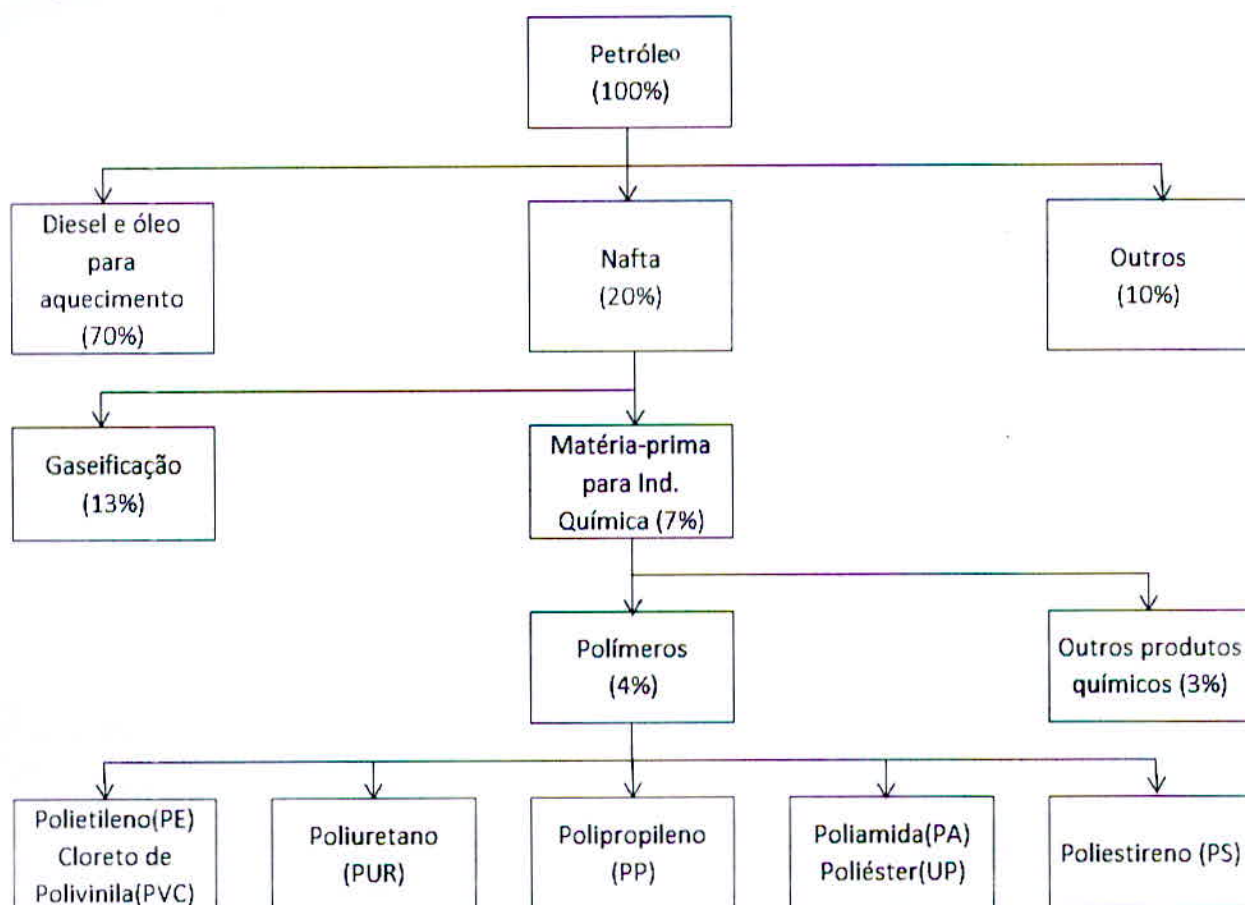 Petróleo
(100%)
Diesel e óleo
para
aquecimento
(70%)
Nafta
(20%)
Outros
(10%)
Gaseificação
(13%)
Matéria-prima
para Ind.
Química (7%)
Polímeros
(4%)
Outros produtos
químicos (3%)
Polietileno(PE)
Cloreto de
Polivinila(PVC)
Poliuretano
(PUR)
Polipropileno
(PP)
Poliamida(PA)
Poliéster(UP)
Poliestireno (PS)